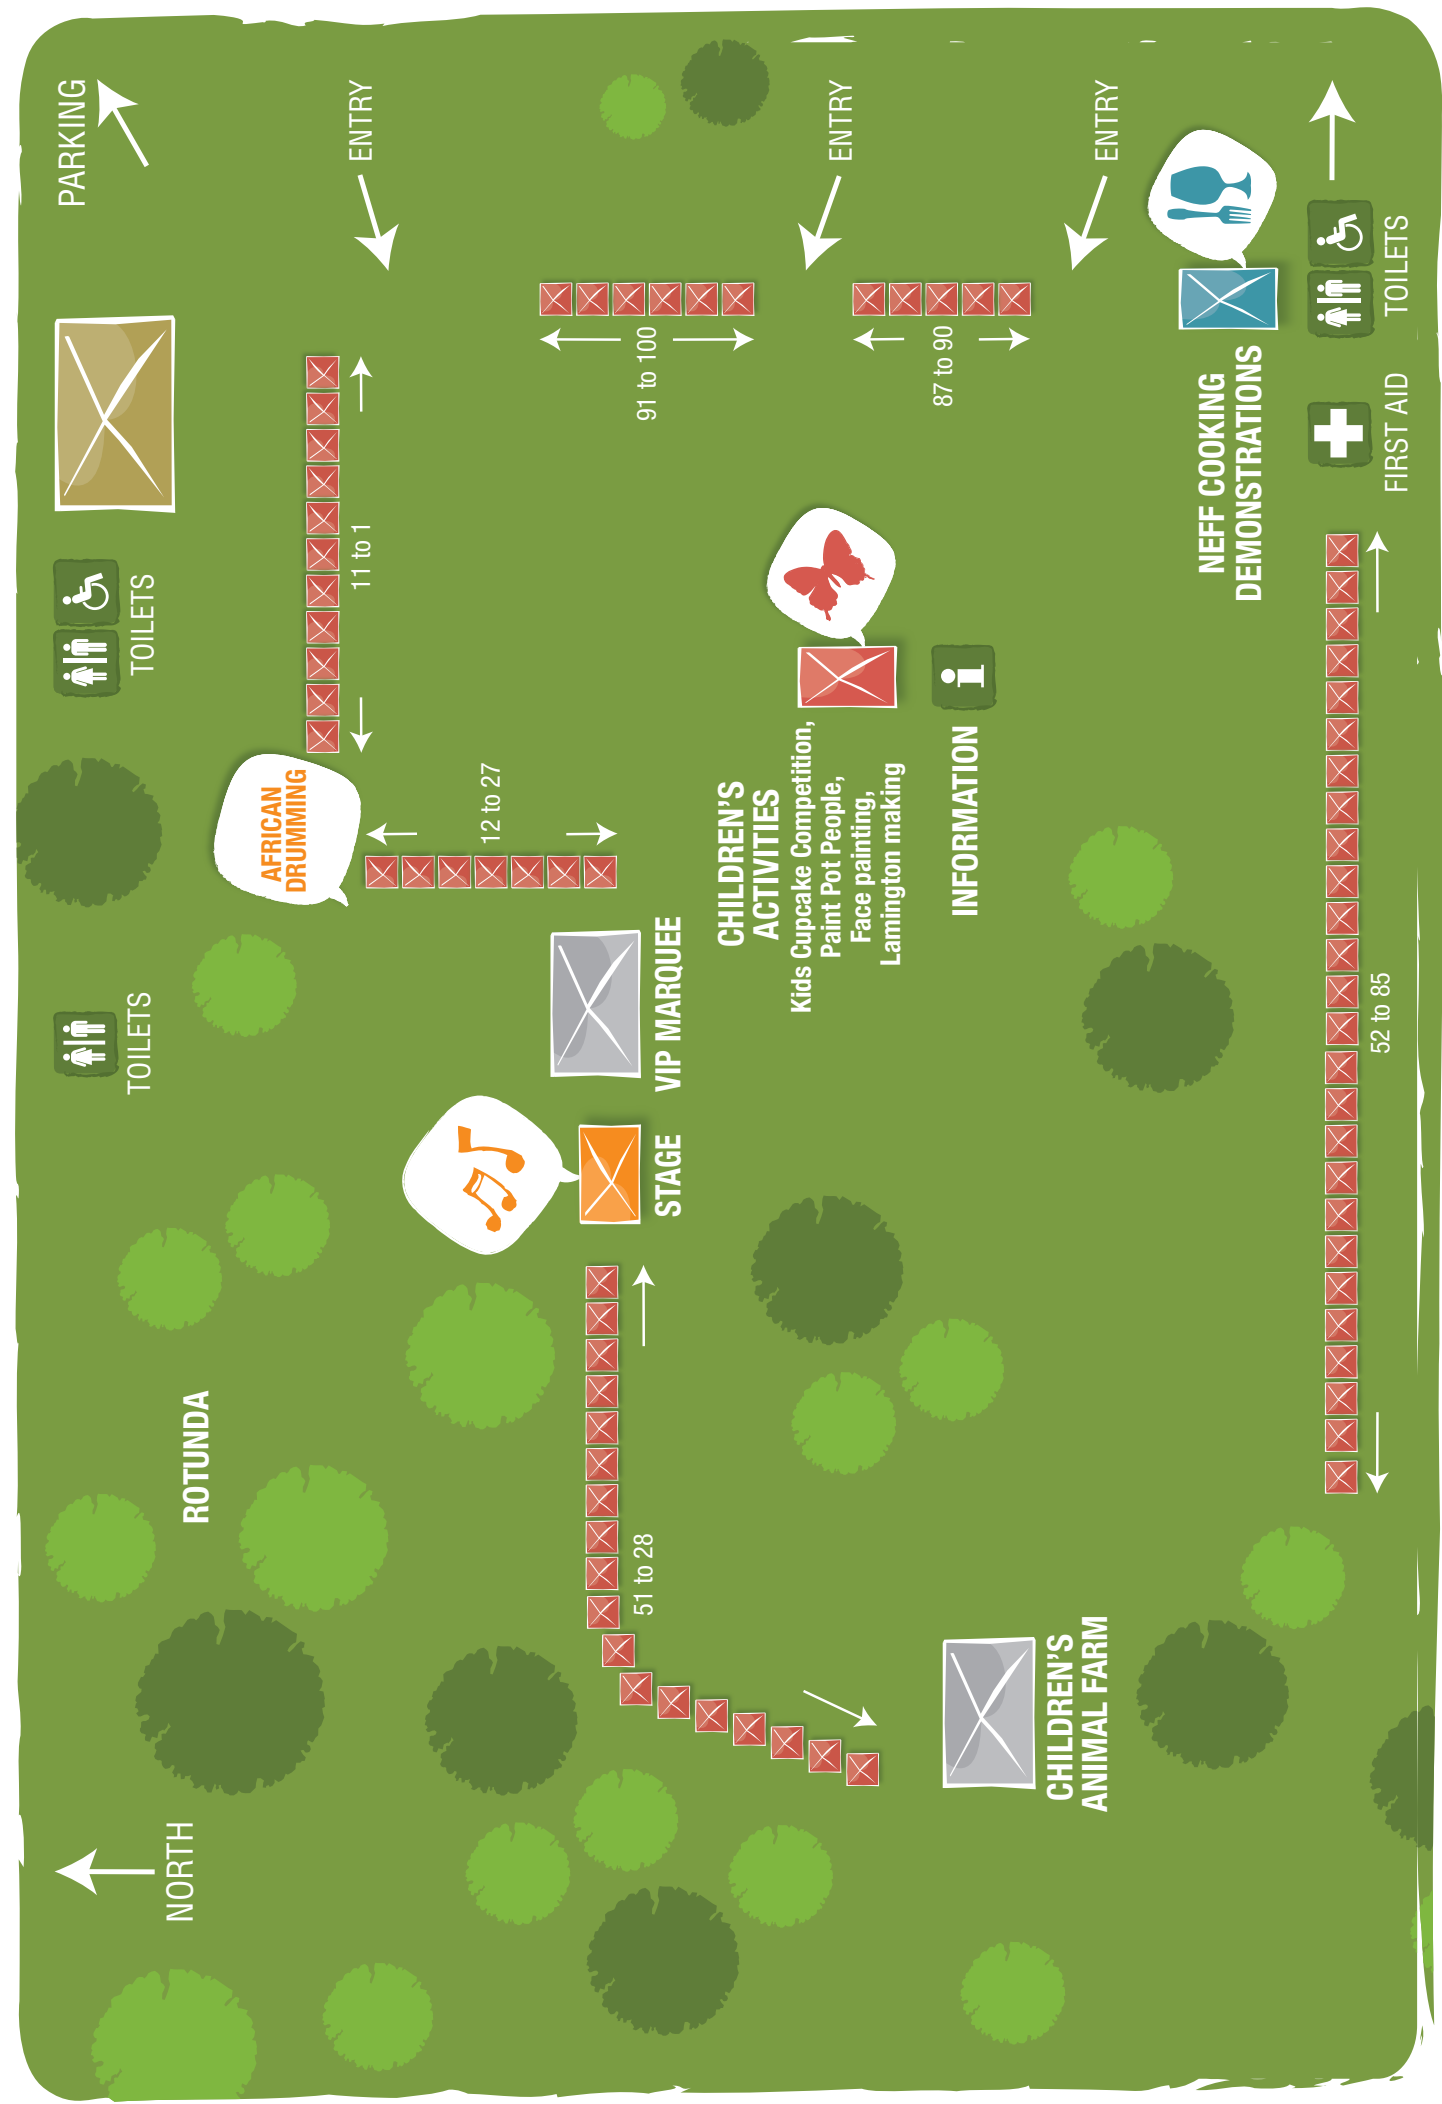 PARKING
ENTRY
ENTRY
ENTRY
TOILETS
11 to 1
91 to 100
87 to 90
NEFF COOKING
DEMONSTRATIONS
TOILETS
FIRST AID
AFRICAN
DRUMMING
12 to 27
CHILDREN'S
ACTIVITIES
Kids Cupcake Competition,
Paint Pot People,
Face painting,
Lamington making
INFORMATION
TOILETS
VIP MARQUEE
STAGE
52 to 85
ROTUNDA
51 to 28
CHILDREN'S
ANIMAL FARM
NORTH